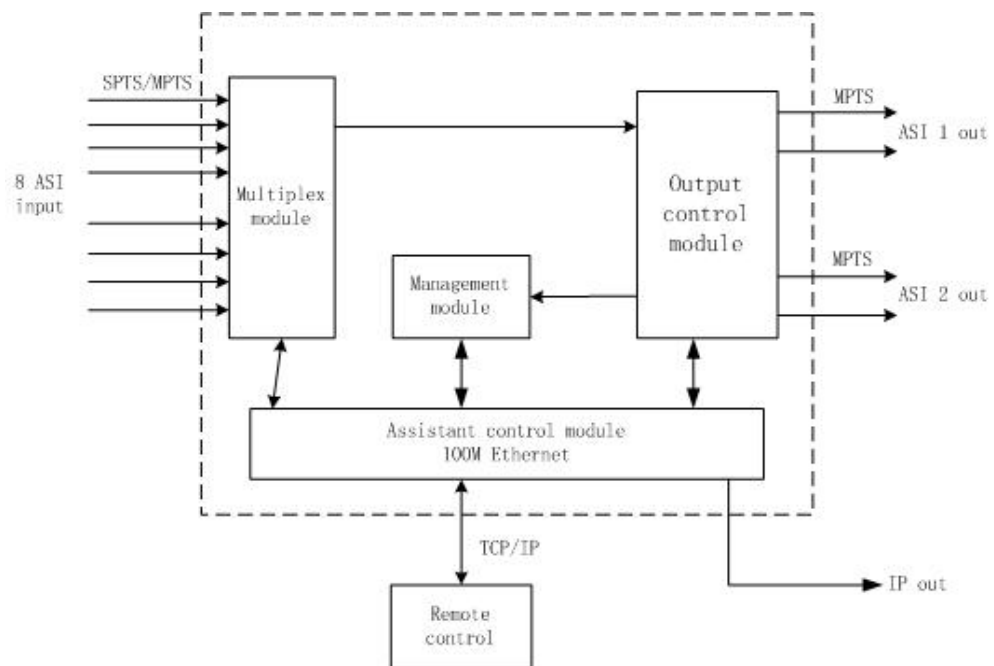 SPTS/MPTS
8 ASI
input
Multiplex
module
Output
control
module
MPTS
ASI 1 out
MPTS
ASI 2 out
Management
module
Assistant control module
100M Ethernet
TCP/IP
IP out
Remote
control